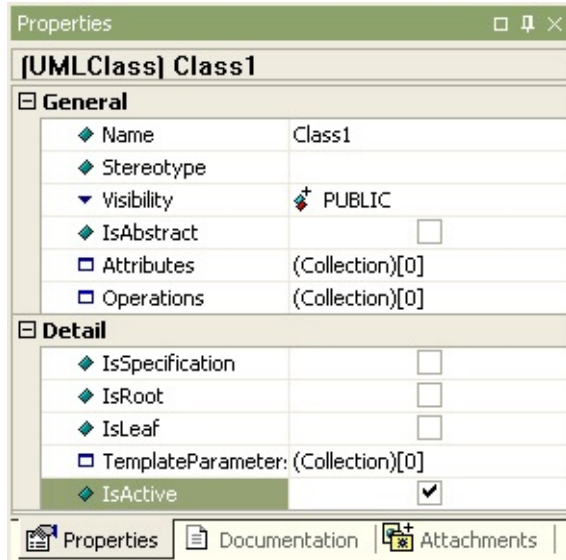 Properties
(UMLClass) Class1
General
Name Class1
Stereotype
Visibility PUBLIC
IsAbstract
Attributes (Collection)[0]
Operations (Collection)[0]
Detail
IsSpecification
IsRoot
IsLeaf
TemplateParameter: (Collection)[0]
IsActive
Properties Documentation Attachments